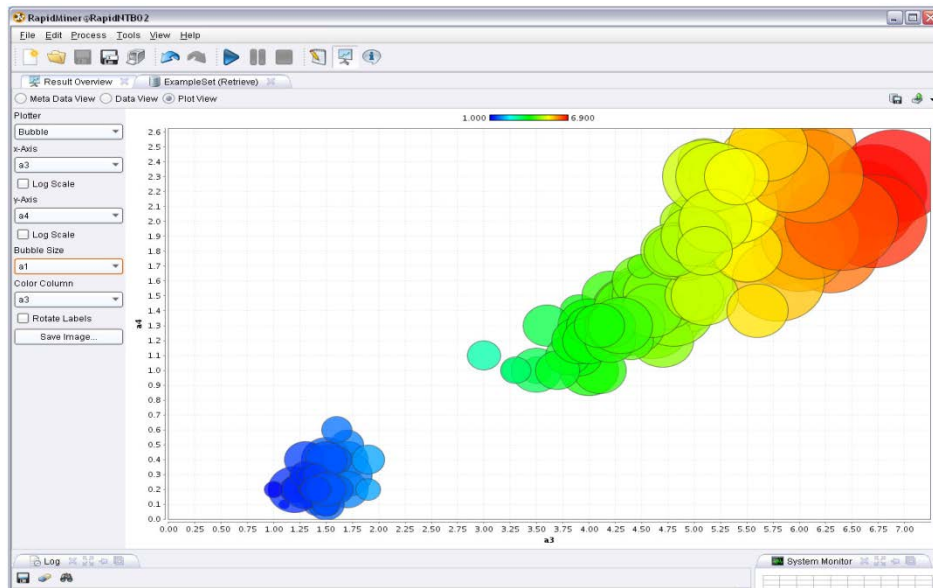 RapidMiner@RapidNTB02
File Edit Process Tools View Help
Result Overview ExampleSet (Retrieve)
Meta Data View Data View Plot View
Plotter
Bubble
x-Axis
a3
Log Scale
y-Axis
a4
Log Scale
Bubble Size
a1
Color Column
a3
Rotate Labels
Save Image...
1.000 6.900
2.6
2.5
2.4
2.3
2.2
2.1
2.0
1.9
1.8
1.7
1.6
1.5
1.4
1.3
1.2
1.1
1.0
0.9
0.8
0.7
0.6
0.5
0.4
0.3
0.2
0.1
0.0
a4
0.00 0.25 0.50 0.75 1.00 1.25 1.50 1.75 2.00 2.25 2.50 2.75 3.00 3.25 3.50 3.75 4.00 4.25 4.50 4.75 5.00 5.25 5.50 5.75 6.00 6.25 6.50 6.75 7.00
a3
Log
System Monitor